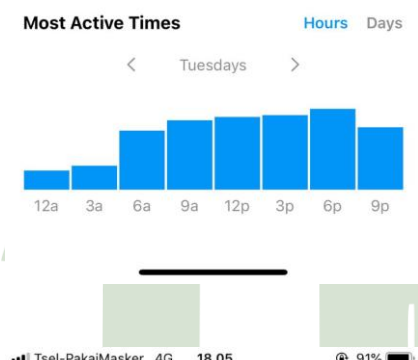 Most Active Times Hours Days
Tuesdays
12a 3a 6a 9a 12p 3p 6p 9p
Tsel-PakaiMasker 4G 18.05 91%